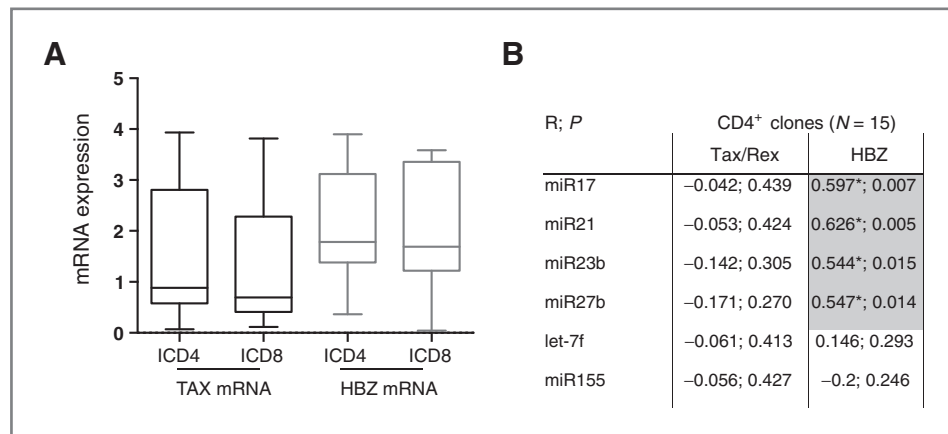 A
mRNA expression
5
4
3
2
1
0
ICD4 ICD8 ICD4 ICD8
TAX mRNA HBZ mRNA
B
R; P CD4+ clones (N = 15)
Tax/Rex HBZ
miR17 −0.042; 0.439 0.597*; 0.007
miR21 −0.053; 0.424 0.626*; 0.005
miR23b −0.142; 0.305 0.544*; 0.015
miR27b −0.171; 0.270 0.547*; 0.014
let-7f −0.061; 0.413 0.146; 0.293
miR155 −0.056; 0.427 −0.2; 0.246